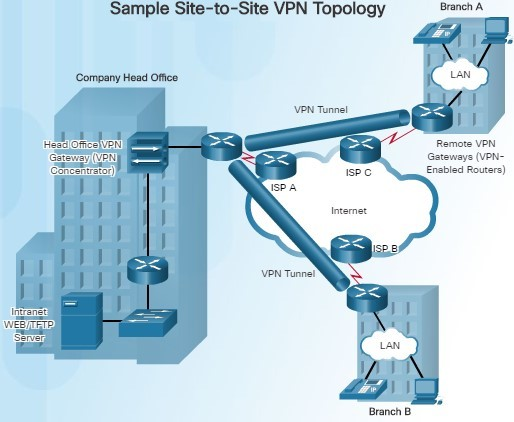 Sample Site-to-Site VPN Topology
Branch A
Company Head Office
LAN
VPN Tunnel
Head Office VPN
Gateway (VPN
Concentrator)
Remote VPN
Gateways (VPN-
Enabled Routers)
ISP A
ISP C
Internet
ISP B
VPN Tunnel
Intranet
WEB/TFTP
Server
LAN
Branch B